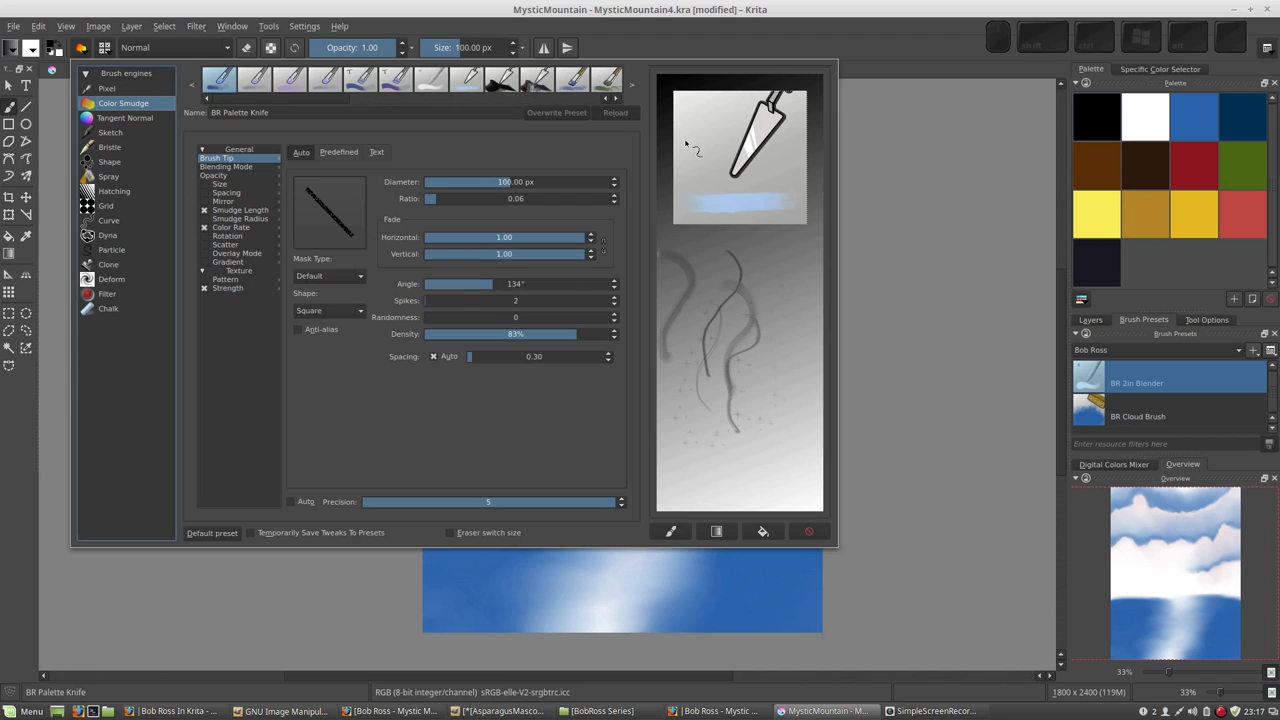 MysticMountain - MysticMountain4.kra [modified] – Krita
File Edit View Image Layer Select Filter Window Tools Settings Help
Normal Opacity: 1.00 Size: 100.00 px
shift ctrl alt
Brush engines
Pixel
Color Smudge
Tangent Normal
Sketch
Bristle
Shape
Spray
Hatching
Grid
Curve
Dyna
Particle
Clone
Deform
Filter
Chalk
Name: BR Palette Knife Overwrite Preset Reload
General
Brush Tip
Blending Mode
Opacity
Size
Spacing
Mirror
Smudge Length
Smudge Radius
Color Rate
Rotation
Scatter
Overlay Mode
Gradient
Texture
Pattern
Strength
Auto Predefined Text
Mask Type:
Default
Shape:
Square
Anti-alias
Diameter: 100.00 px
Ratio: 0.06
Fade
Horizontal: 1.00
Vertical: 1.00
Angle: 134°
Spikes: 2
Randomness: 0
Density: 83%
Spacing: Auto 0.30
Auto Precision: 5
Default preset Temporarily Save Tweaks To Presets Eraser switch size
Palette Specific Color Selector
Palette
Layers Brush Presets Tool Options
Brush Presets
Bob Ross
BR 2in Blender
BR Cloud Brush
Enter resource filters here
Digital Colors Mixer Overview
Overview
33%
BR Palette Knife RGB (8-bit integer/channel) sRGB-elle-V2-srgbtrc.icc 1800 x 2400 (119M) 33%
Menu [Bob Ross In Krita - ... GNU Image Manipul... [Bob Ross - Mystic M... [*[AsparagusMasco... [BobRoss Series] [Bob Ross - Mystic ... MysticMountain - M... SimpleScreenRecor... 2 23:17